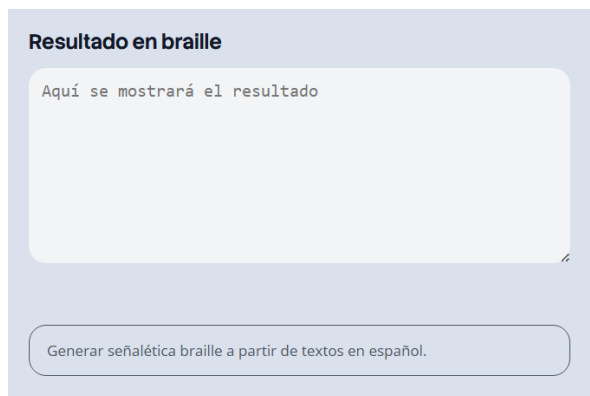 Resultado en braille
Aquí se mostrará el resultado
Generar señalética braille a partir de textos en español.